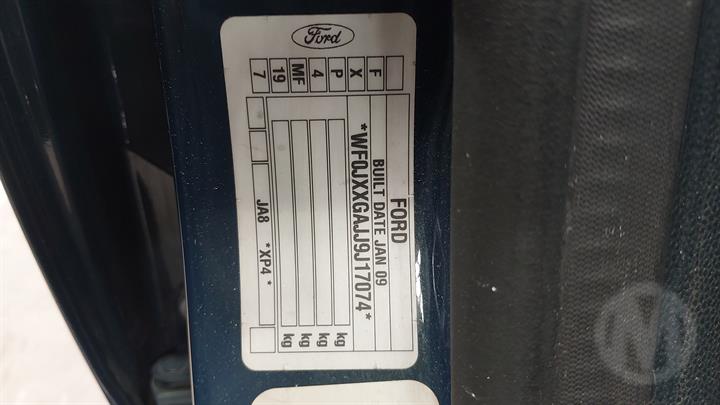 Ford
FORD
BUILT DATE JAN 09
*WF0JXXGAJJ9J17074*
F
X
P
4
MF
19
7
kg
kg
kg
kg
JA8 *XP4*